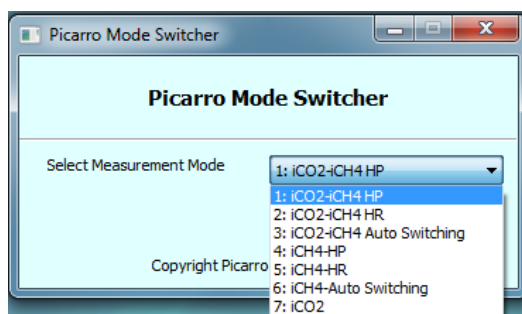 Picarro Mode Switcher
Picarro Mode Switcher
Select Measurement Mode
1: iCO2-iCH4 HP
1: iCO2-iCH4 HP
2: iCO2-iCH4 HR
3: iCO2-iCH4 Auto Switching
4: iCH4-HP
5: iCH4-HR
6: iCH4-Auto Switching
7: iCO2
Copyright Picarro